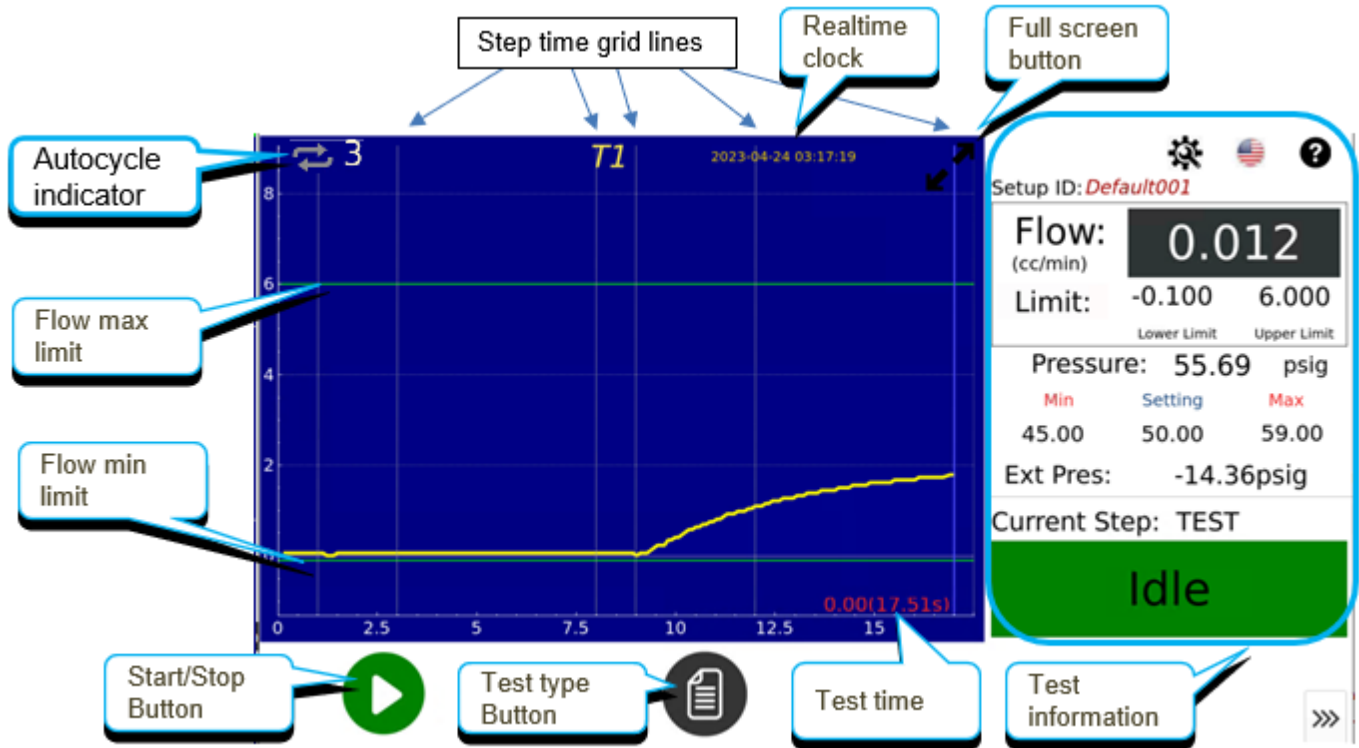 Step time grid lines
Realtime
clock
Full screen
button
Autocycle
indicator
3
T1
2023-04-24 03:17:19
Setup ID: Default001
Flow:
(cc/min)
0.012
Limit:
-0.100
6.000
Lower Limit
Upper Limit
Pressure: 55.69 psig
Min
Setting
Max
45.00
50.00
59.00
Ext Pres: -14.36psig
Current Step: TEST
Idle
Flow max
limit
Flow min
limit
8
6
4
2
0
0.00(17.51s)
0 2.5 5 7.5 10 12.5 15
Start/Stop
Button
Test type
Button
Test time
Test
information